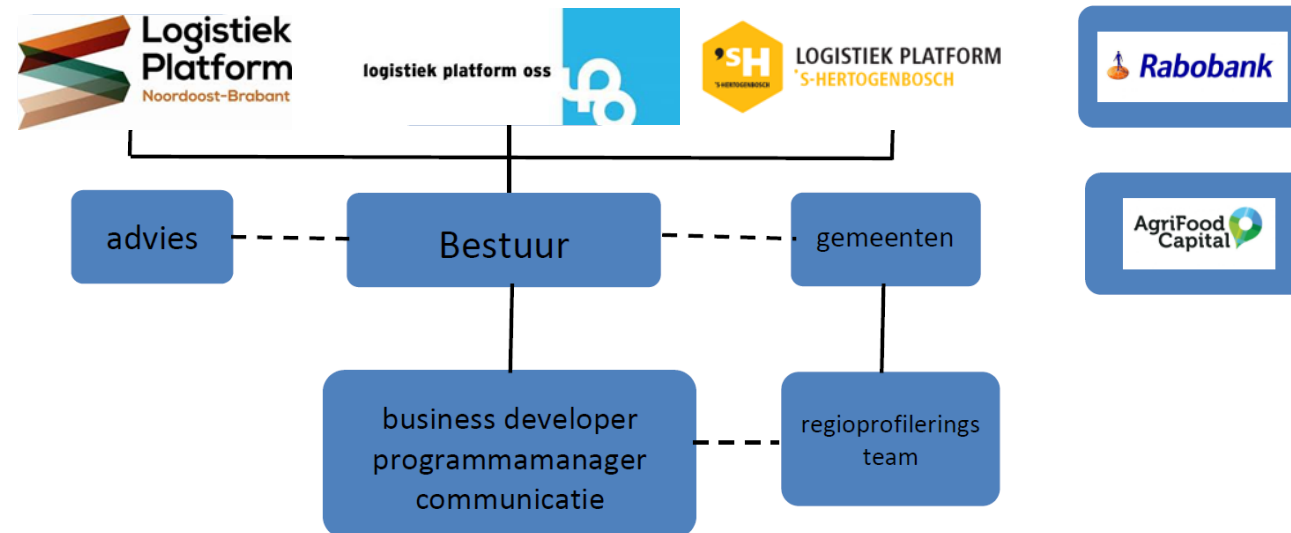 Logistiek
Platform
Noordoost-Brabant
logistiek platform oss
'SH
'S-HERTOGENBOSCH
LOGISTIEK PLATFORM
'S-HERTOGENBOSCH
Rabobank
AgriFood
Capital
advies
Bestuur
gemeenten
business developer
programmamanager
communicatie
regioprofilerings
team